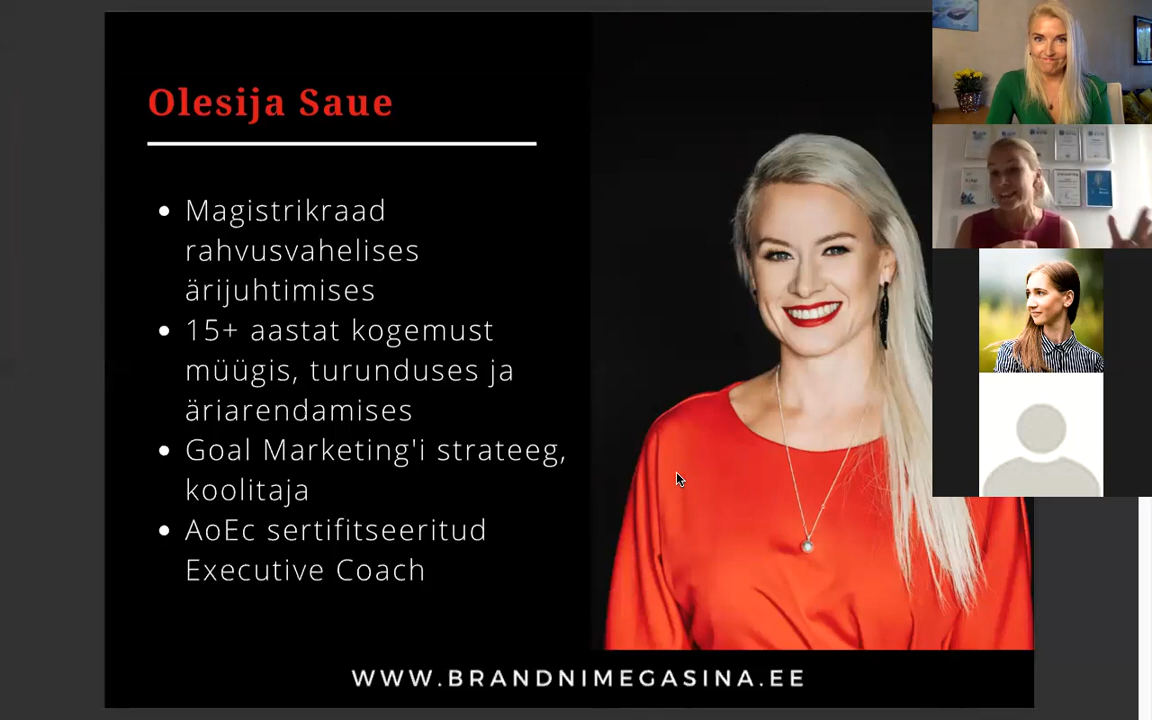 Olesija Saue
Magistrikraad
rahvusvahelises
ärijuhtimises
15+ aastat kogemust
müügis, turunduses ja
äriarendamises
Goal Marketing'i strateeg,
koolitaja
AoEc sertifitseeritud
Executive Coach
WWW.BRANDNIMEGASINA.EE